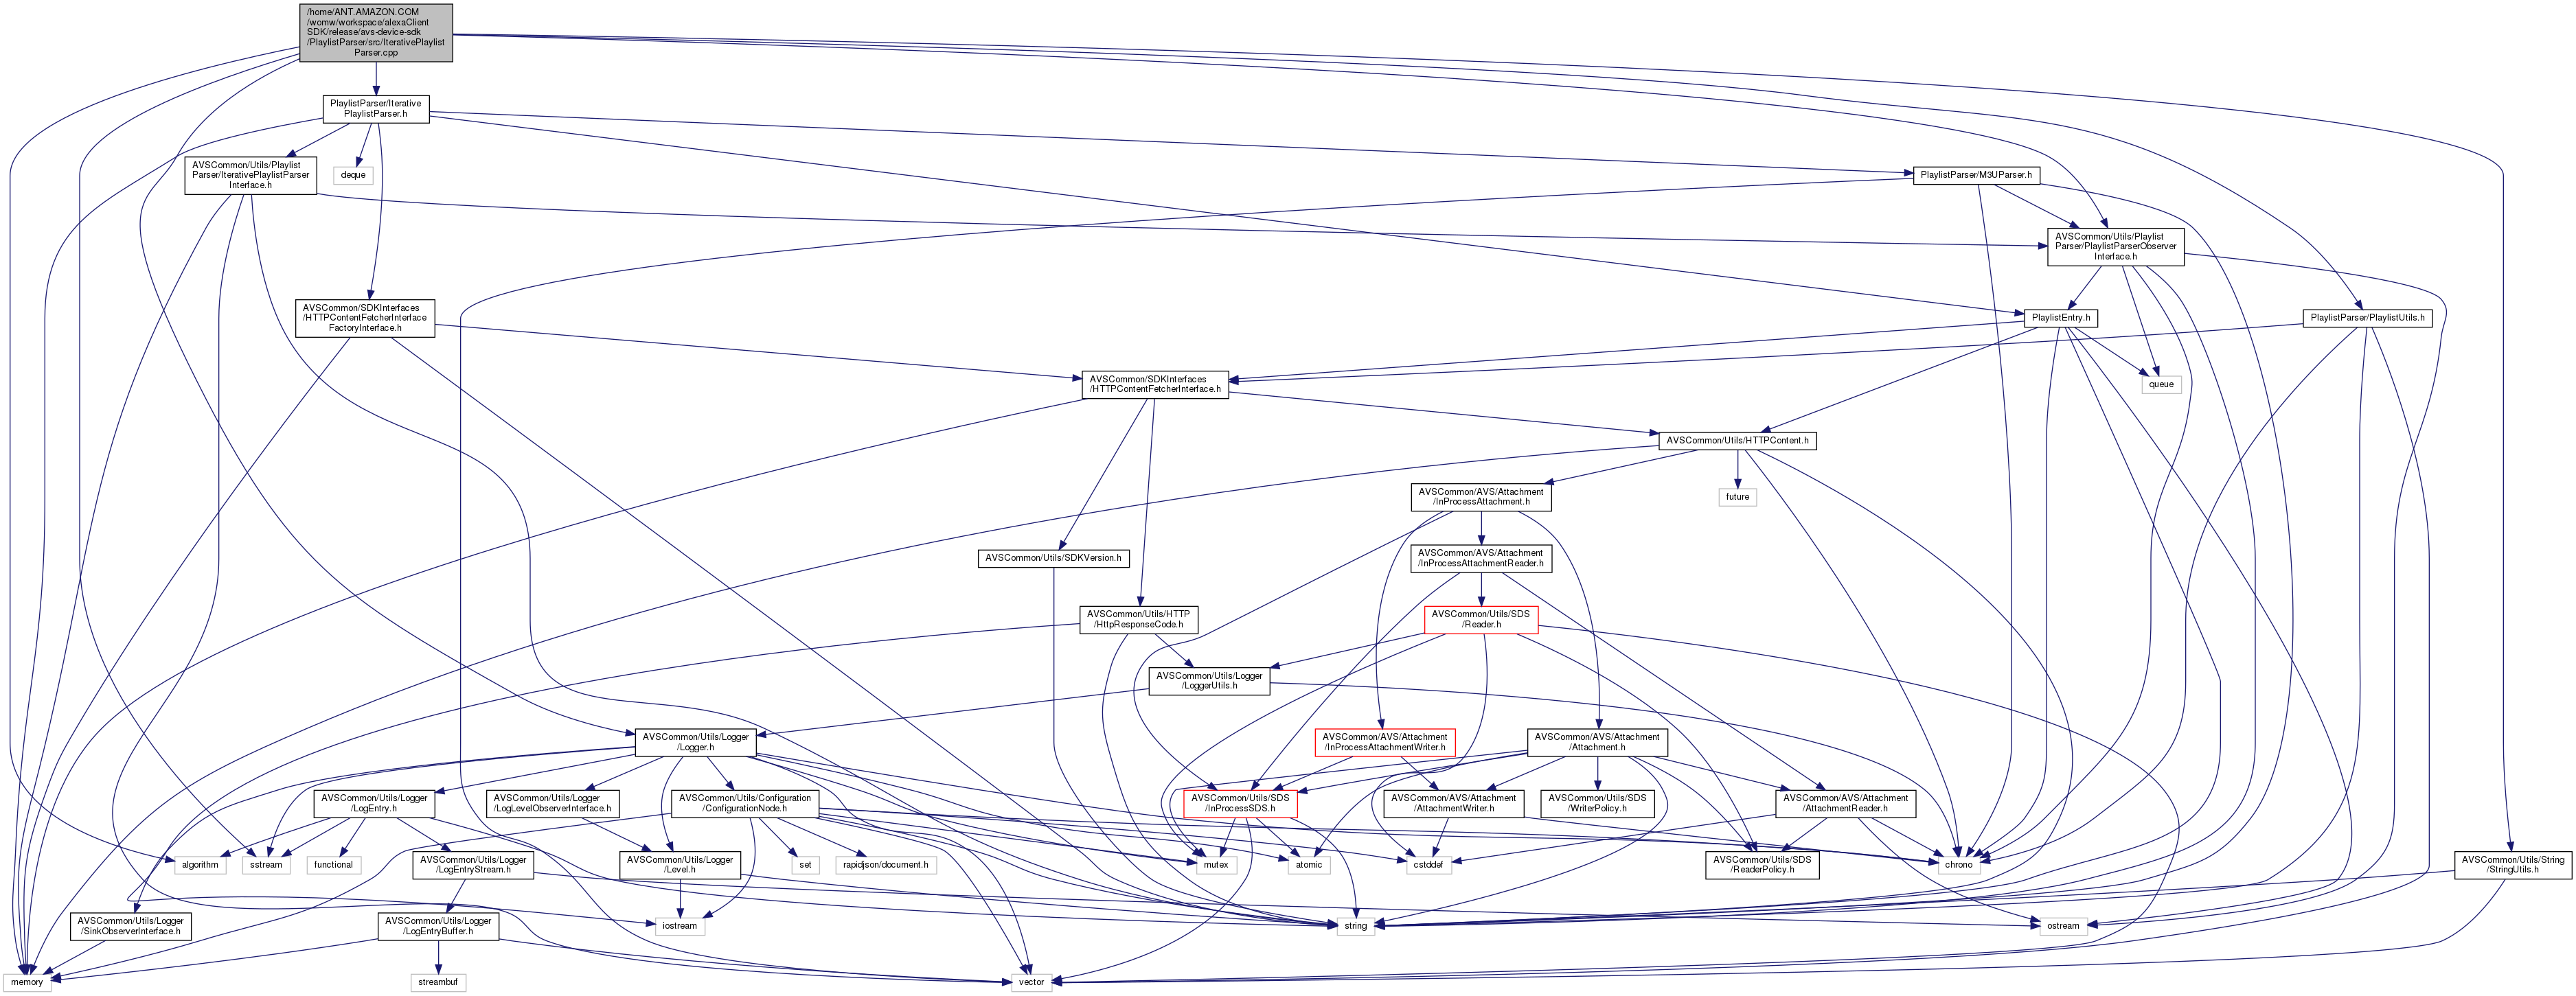 /home/ANT.AMAZON.COM
/womw/workspace/alexaClient
SDK/release/avs-device-sdk
/PlaylistParser/src/IterativePlaylist
Parser.cpp
PlaylistParser/Iterative
PlaylistParser.h
AVSCommon/Utils/Playlist
Parser/IterativePlaylistParser
Interface.h
deque
PlaylistParser/M3UParser.h
AVSCommon/Utils/Playlist
Parser/PlaylistParserObserver
Interface.h
AVSCommon/SDKInterfaces
/HTTPContentFetcherInterface
FactoryInterface.h
PlaylistEntry.h
PlaylistParser/PlaylistUtils.h
AVSCommon/SDKInterfaces
/HTTPContentFetcherInterface.h
queue
AVSCommon/Utils/HTTPContent.h
AVSCommon/AVS/Attachment
/InProcessAttachment.h
future
AVSCommon/Utils/SDKVersion.h
AVSCommon/AVS/Attachment
/InProcessAttachmentReader.h
AVSCommon/Utils/HTTP
/HttpResponseCode.h
AVSCommon/Utils/SDS
/Reader.h
AVSCommon/Utils/Logger
/LoggerUtils.h
AVSCommon/Utils/Logger
/Logger.h
AVSCommon/AVS/Attachment
/InProcessAttachmentWriter.h
AVSCommon/AVS/Attachment
/Attachment.h
AVSCommon/Utils/Logger
/LogEntry.h
AVSCommon/Utils/Logger
/LogLevelObserverInterface.h
AVSCommon/Utils/Configuration
/ConfigurationNode.h
AVSCommon/Utils/SDS
/InProcessSDS.h
AVSCommon/AVS/Attachment
/AttachmentWriter.h
AVSCommon/Utils/SDS
/WriterPolicy.h
AVSCommon/AVS/Attachment
/AttachmentReader.h
algorithm
sstream
functional
AVSCommon/Utils/Logger
/LogEntryStream.h
AVSCommon/Utils/Logger
/Level.h
set
rapidjson/document.h
mutex
atomic
cstddef
AVSCommon/Utils/SDS
/ReaderPolicy.h
chrono
AVSCommon/Utils/String
/StringUtils.h
AVSCommon/Utils/Logger
/SinkObserverInterface.h
AVSCommon/Utils/Logger
/LogEntryBuffer.h
iostream
string
ostream
memory
streambuf
vector